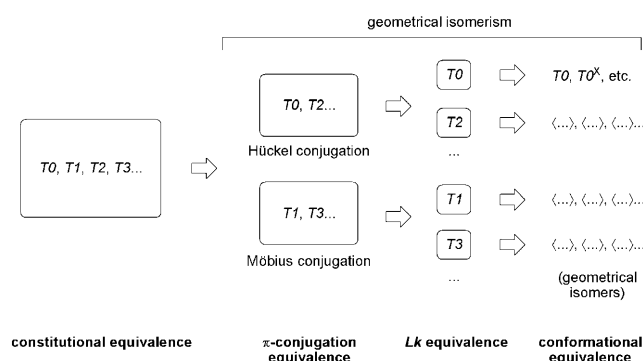 geometrical isomerism
T0
T0, T0ˣ, etc.
T0, T2...
T2
⟨...⟩, ⟨...⟩, ⟨...⟩...
Hückel conjugation
...
T0, T1, T2, T3...
T1
⟨...⟩, ⟨...⟩, ⟨...⟩...
T1, T3...
T3
⟨...⟩, ⟨...⟩, ⟨...⟩...
Möbius conjugation
...
(geometrical
isomers)
constitutional equivalence
π-conjugation
equivalence
Lk equivalence
conformational
equivalence